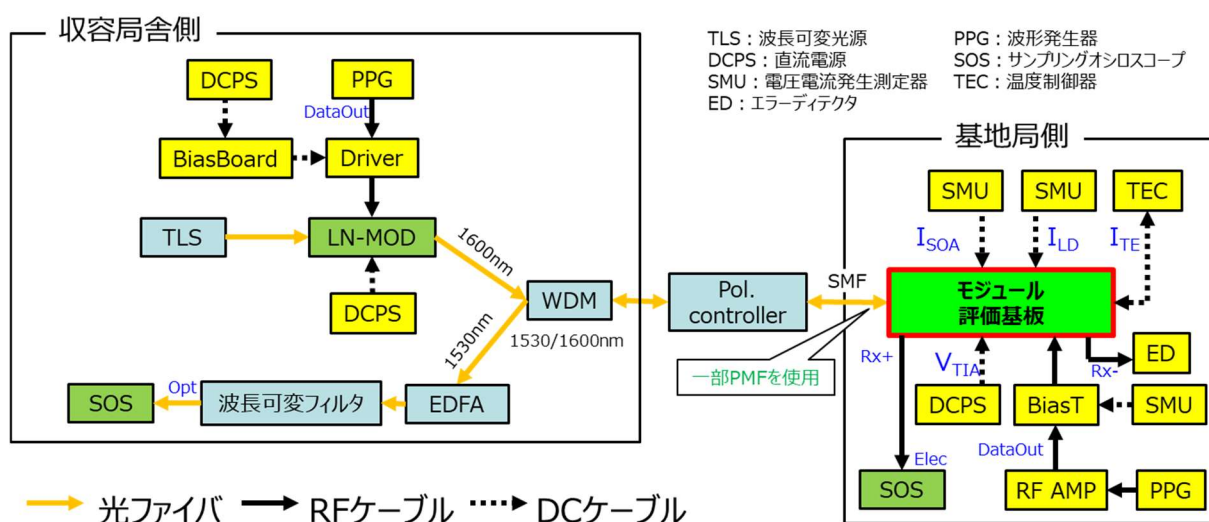 収容局舎側
DCPS
PPG
DataOut
BiasBoard
Driver
TLS
LN-MOD
1600nm
DCPS
WDM
1530/1600nm
1530nm
SOS
Opt
波長可変フィルタ
EDFA
Pol.
controller
SMF
一部PMFを使用
TLS：波長可変光源
DCPS：直流電源
SMU：電圧電流発生測定器
ED：エラーディテクタ
PPG：波形発生器
SOS：サンプリングオシロスコープ
TEC：温度制御器
基地局側
SMU
SMU
TEC
ISOA
ILD
ITE
モジュール
評価基板
Rx+
VTIA
Rx-
ED
DCPS
BiasT
SMU
Elec
DataOut
SOS
RF AMP
PPG
光ファイバ
RFケーブル
DCケーブル